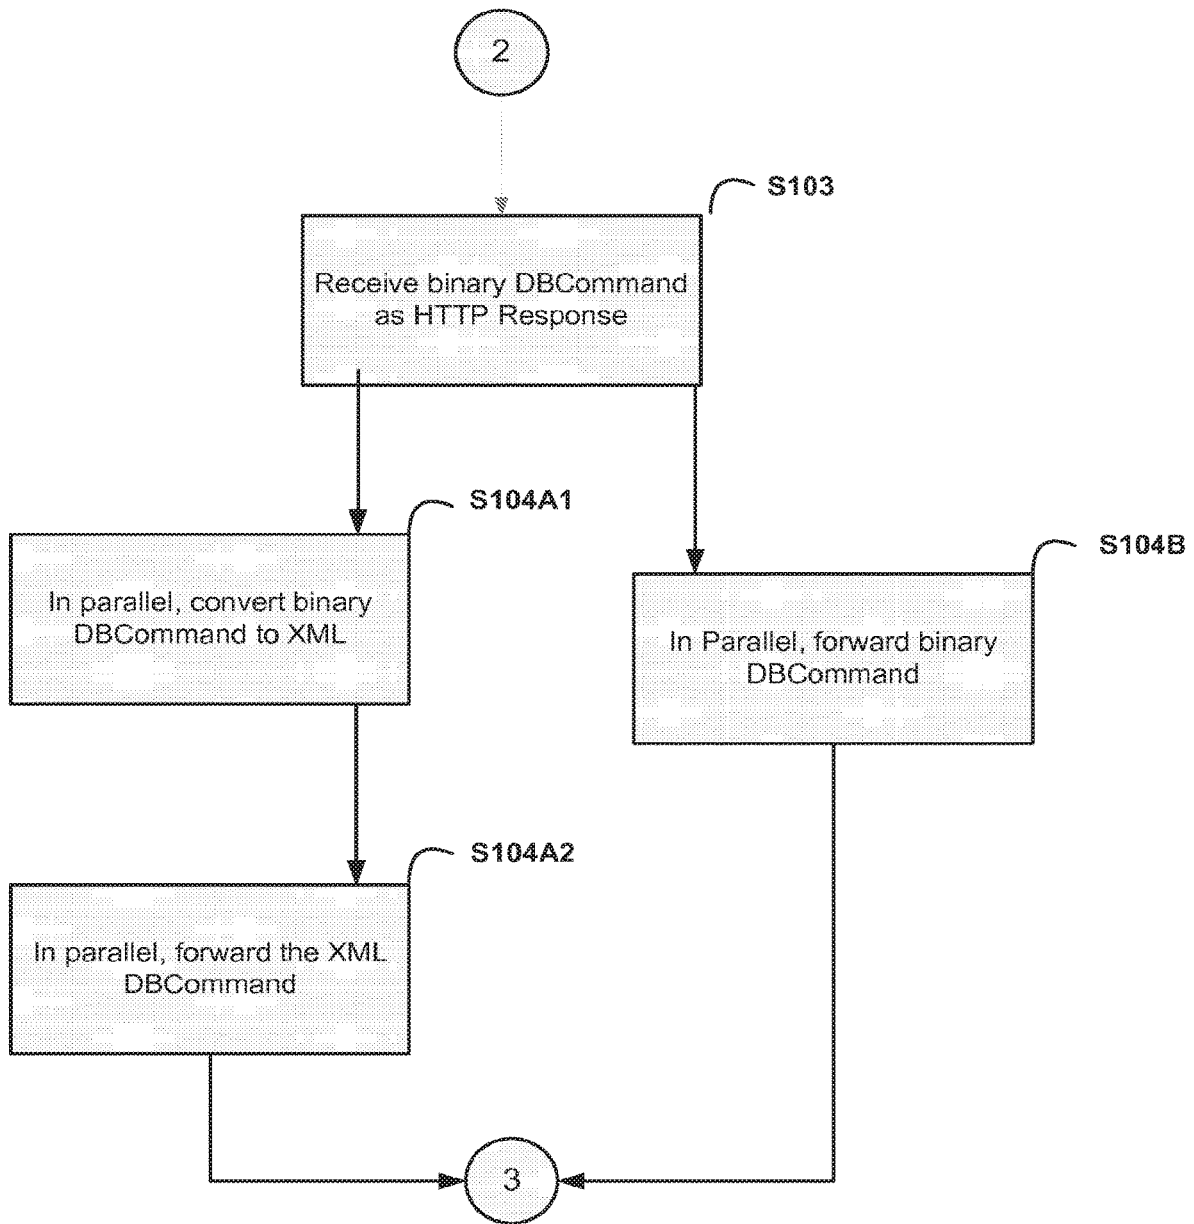 2
S103
Receive binary DBCommand
as HTTP Response
S104A1
In parallel, convert binary
DBCommand to XML
S104B
In Parallel, forward binary
DBCommand
S104A2
In parallel, forward the XML
DBCommand
3